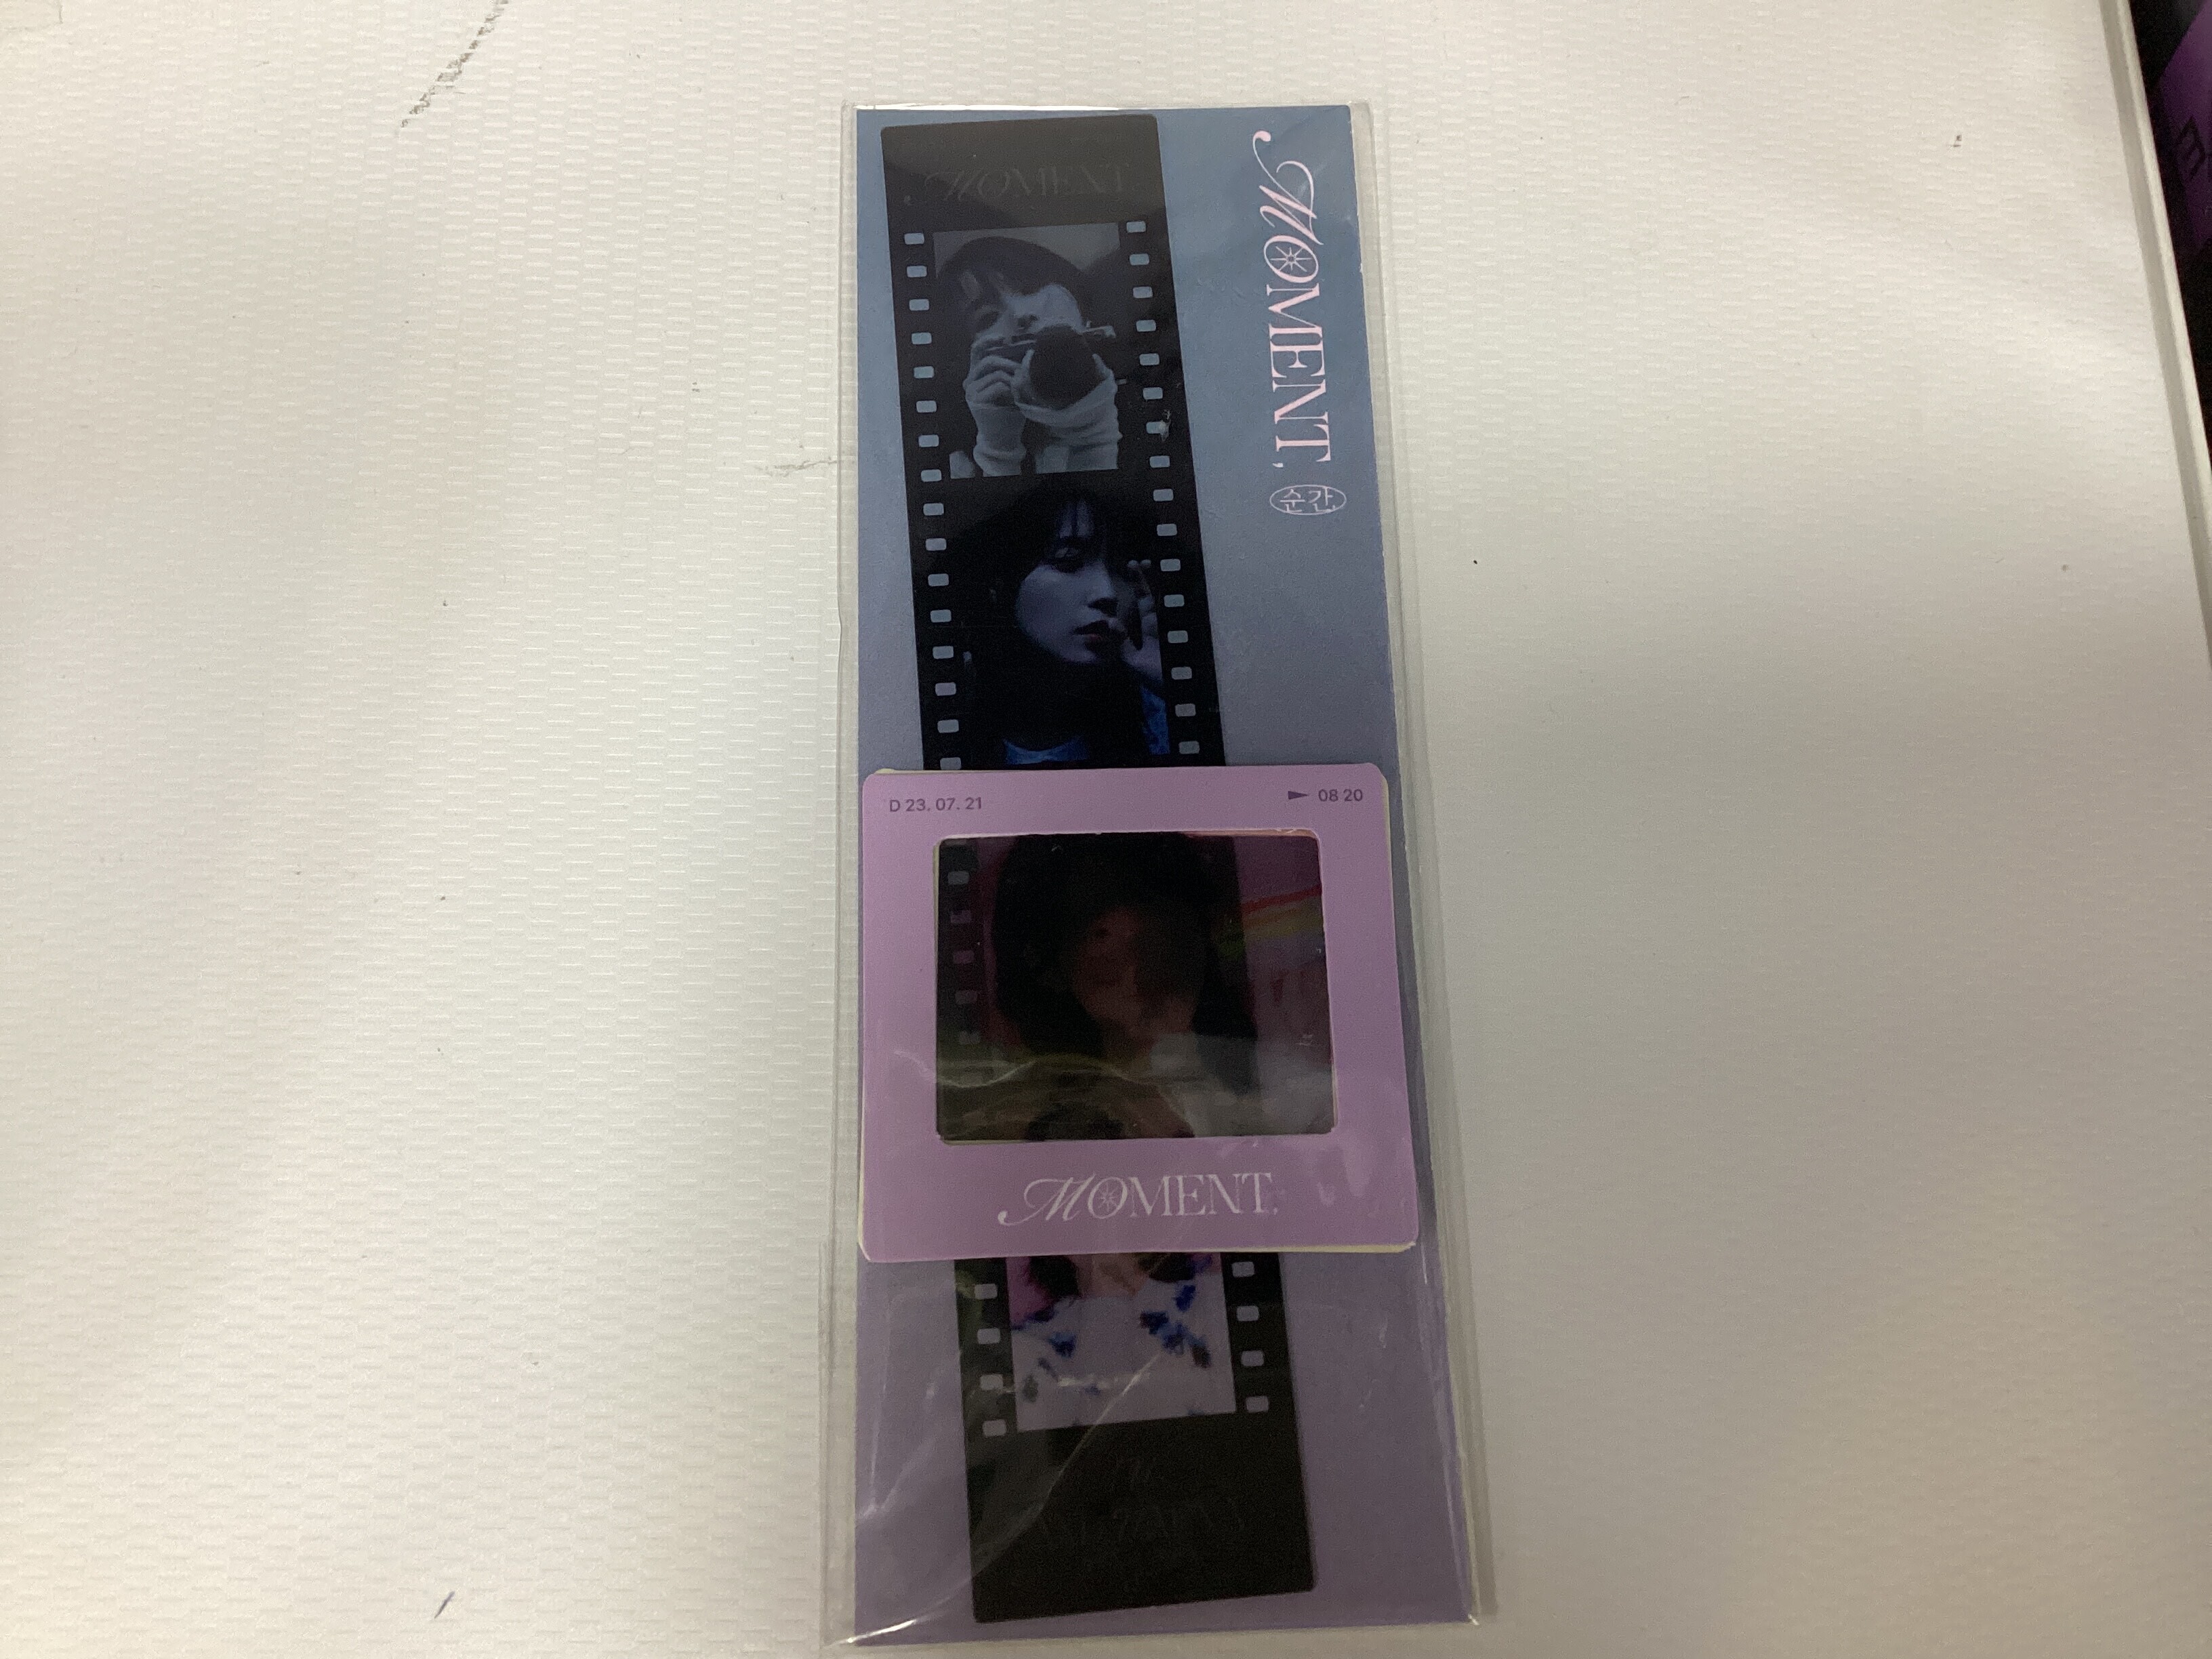 MOMENT
MOMENT,
순간,
D 23. 07. 21
08 20
MOMENT,